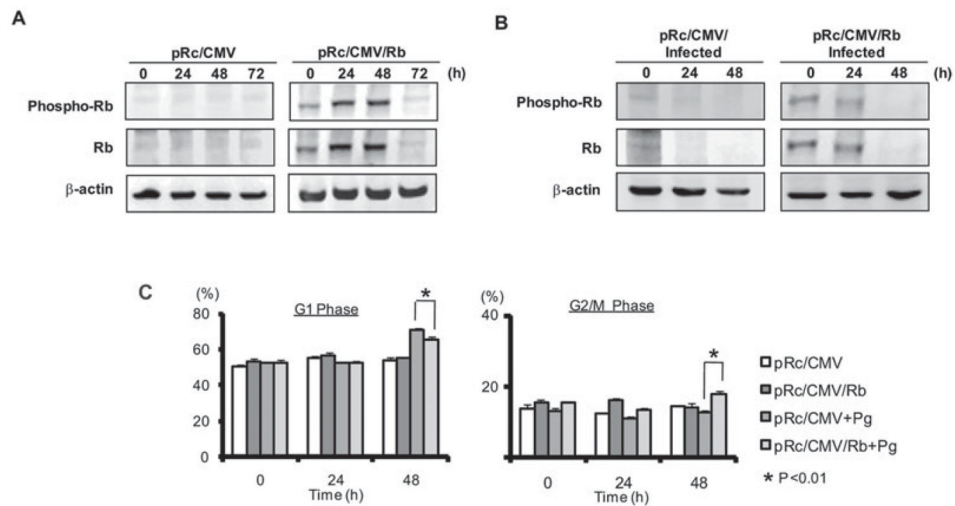 A
pRc/CMV pRc/CMV/Rb
0 24 48 72 0 24 48 72 (h)
Phospho-Rb
Rb
β-actin
B
pRc/CMV/ Infected pRc/CMV/Rb Infected
0 24 48 0 24 48 (h)
Phospho-Rb
Rb
β-actin
C
(%)
G1 Phase
80
60
40
20
0
*
0 24 48
Time (h)
(%)
G2/M Phase
40
20
0
*
0 24 48
Time (h)
pRc/CMV
pRc/CMV/Rb
pRc/CMV+Pg
pRc/CMV/Rb+Pg
* P<0.01